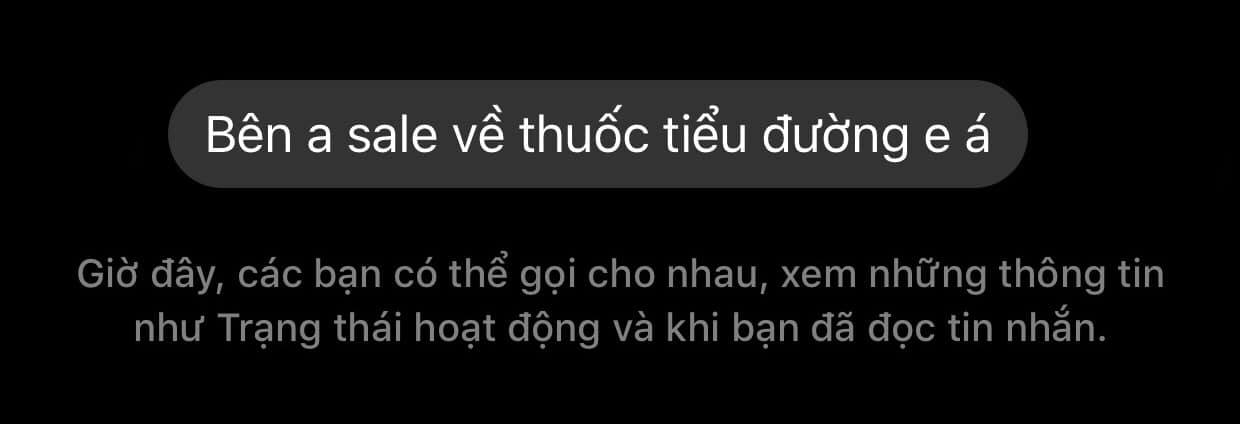 Bên a sale về thuốc tiểu đường e á
Giờ đây, các bạn có thể gọi cho nhau, xem những thông tin
như Trạng thái hoạt động và khi bạn đã đọc tin nhắn.